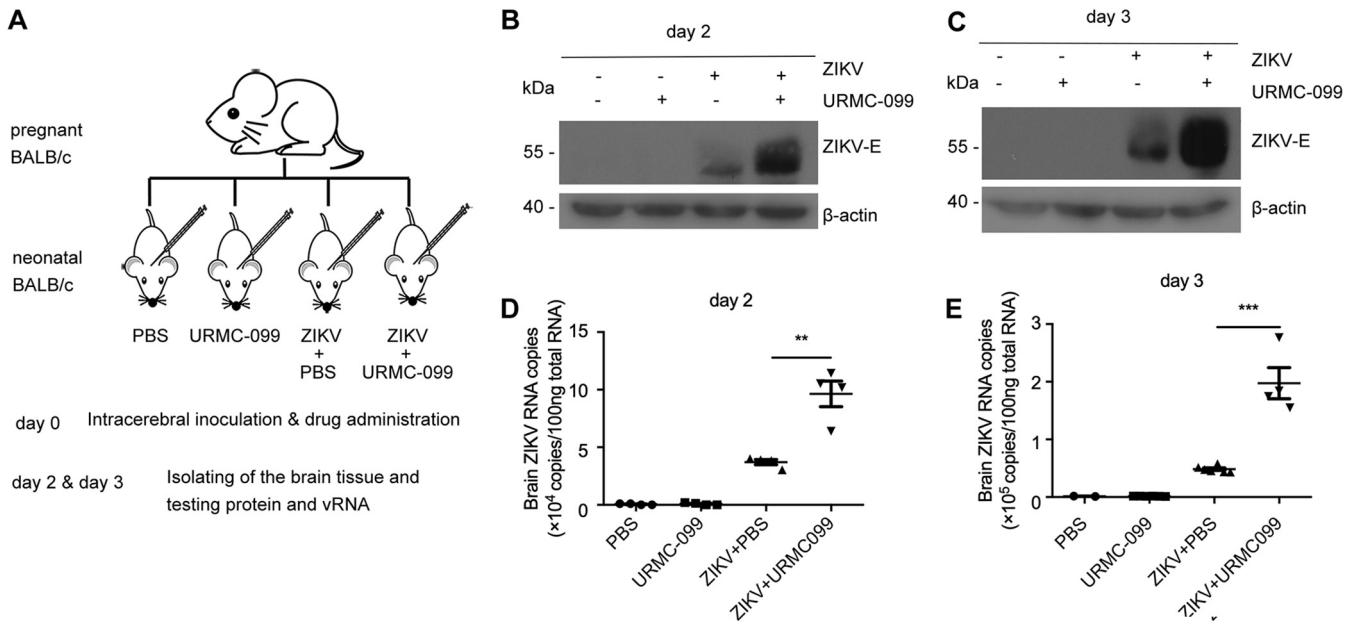 A
pregnant
BALB/c
neonatal
BALB/c
PBS
URMC-099
ZIKV
+
PBS
ZIKV
+
URMC-099
day 0
Intracerebral inoculation & drug administration
day 2 & day 3
Isolating of the brain tissue and
testing protein and vRNA
B
day 2
- - + + ZIKV
kDa
- + - + URMC-099
55 -
ZIKV-E
40 -
β-actin
C
day 3
- - + + ZIKV
kDa
- + - + URMC-099
55 -
ZIKV-E
40 -
β-actin
D
day 2
Brain ZIKV RNA copies
(×10⁴ copies/100ng total RNA)
15
10
5
0
**
PBS
URMC-099
ZIKV+PBS
ZIKV+URMC099
E
day 3
Brain ZIKV RNA copies
(×10⁵ copies/100ng total RNA)
3
2
1
0
***
PBS
URMC-099
ZIKV+PBS
ZIKV+URMC099